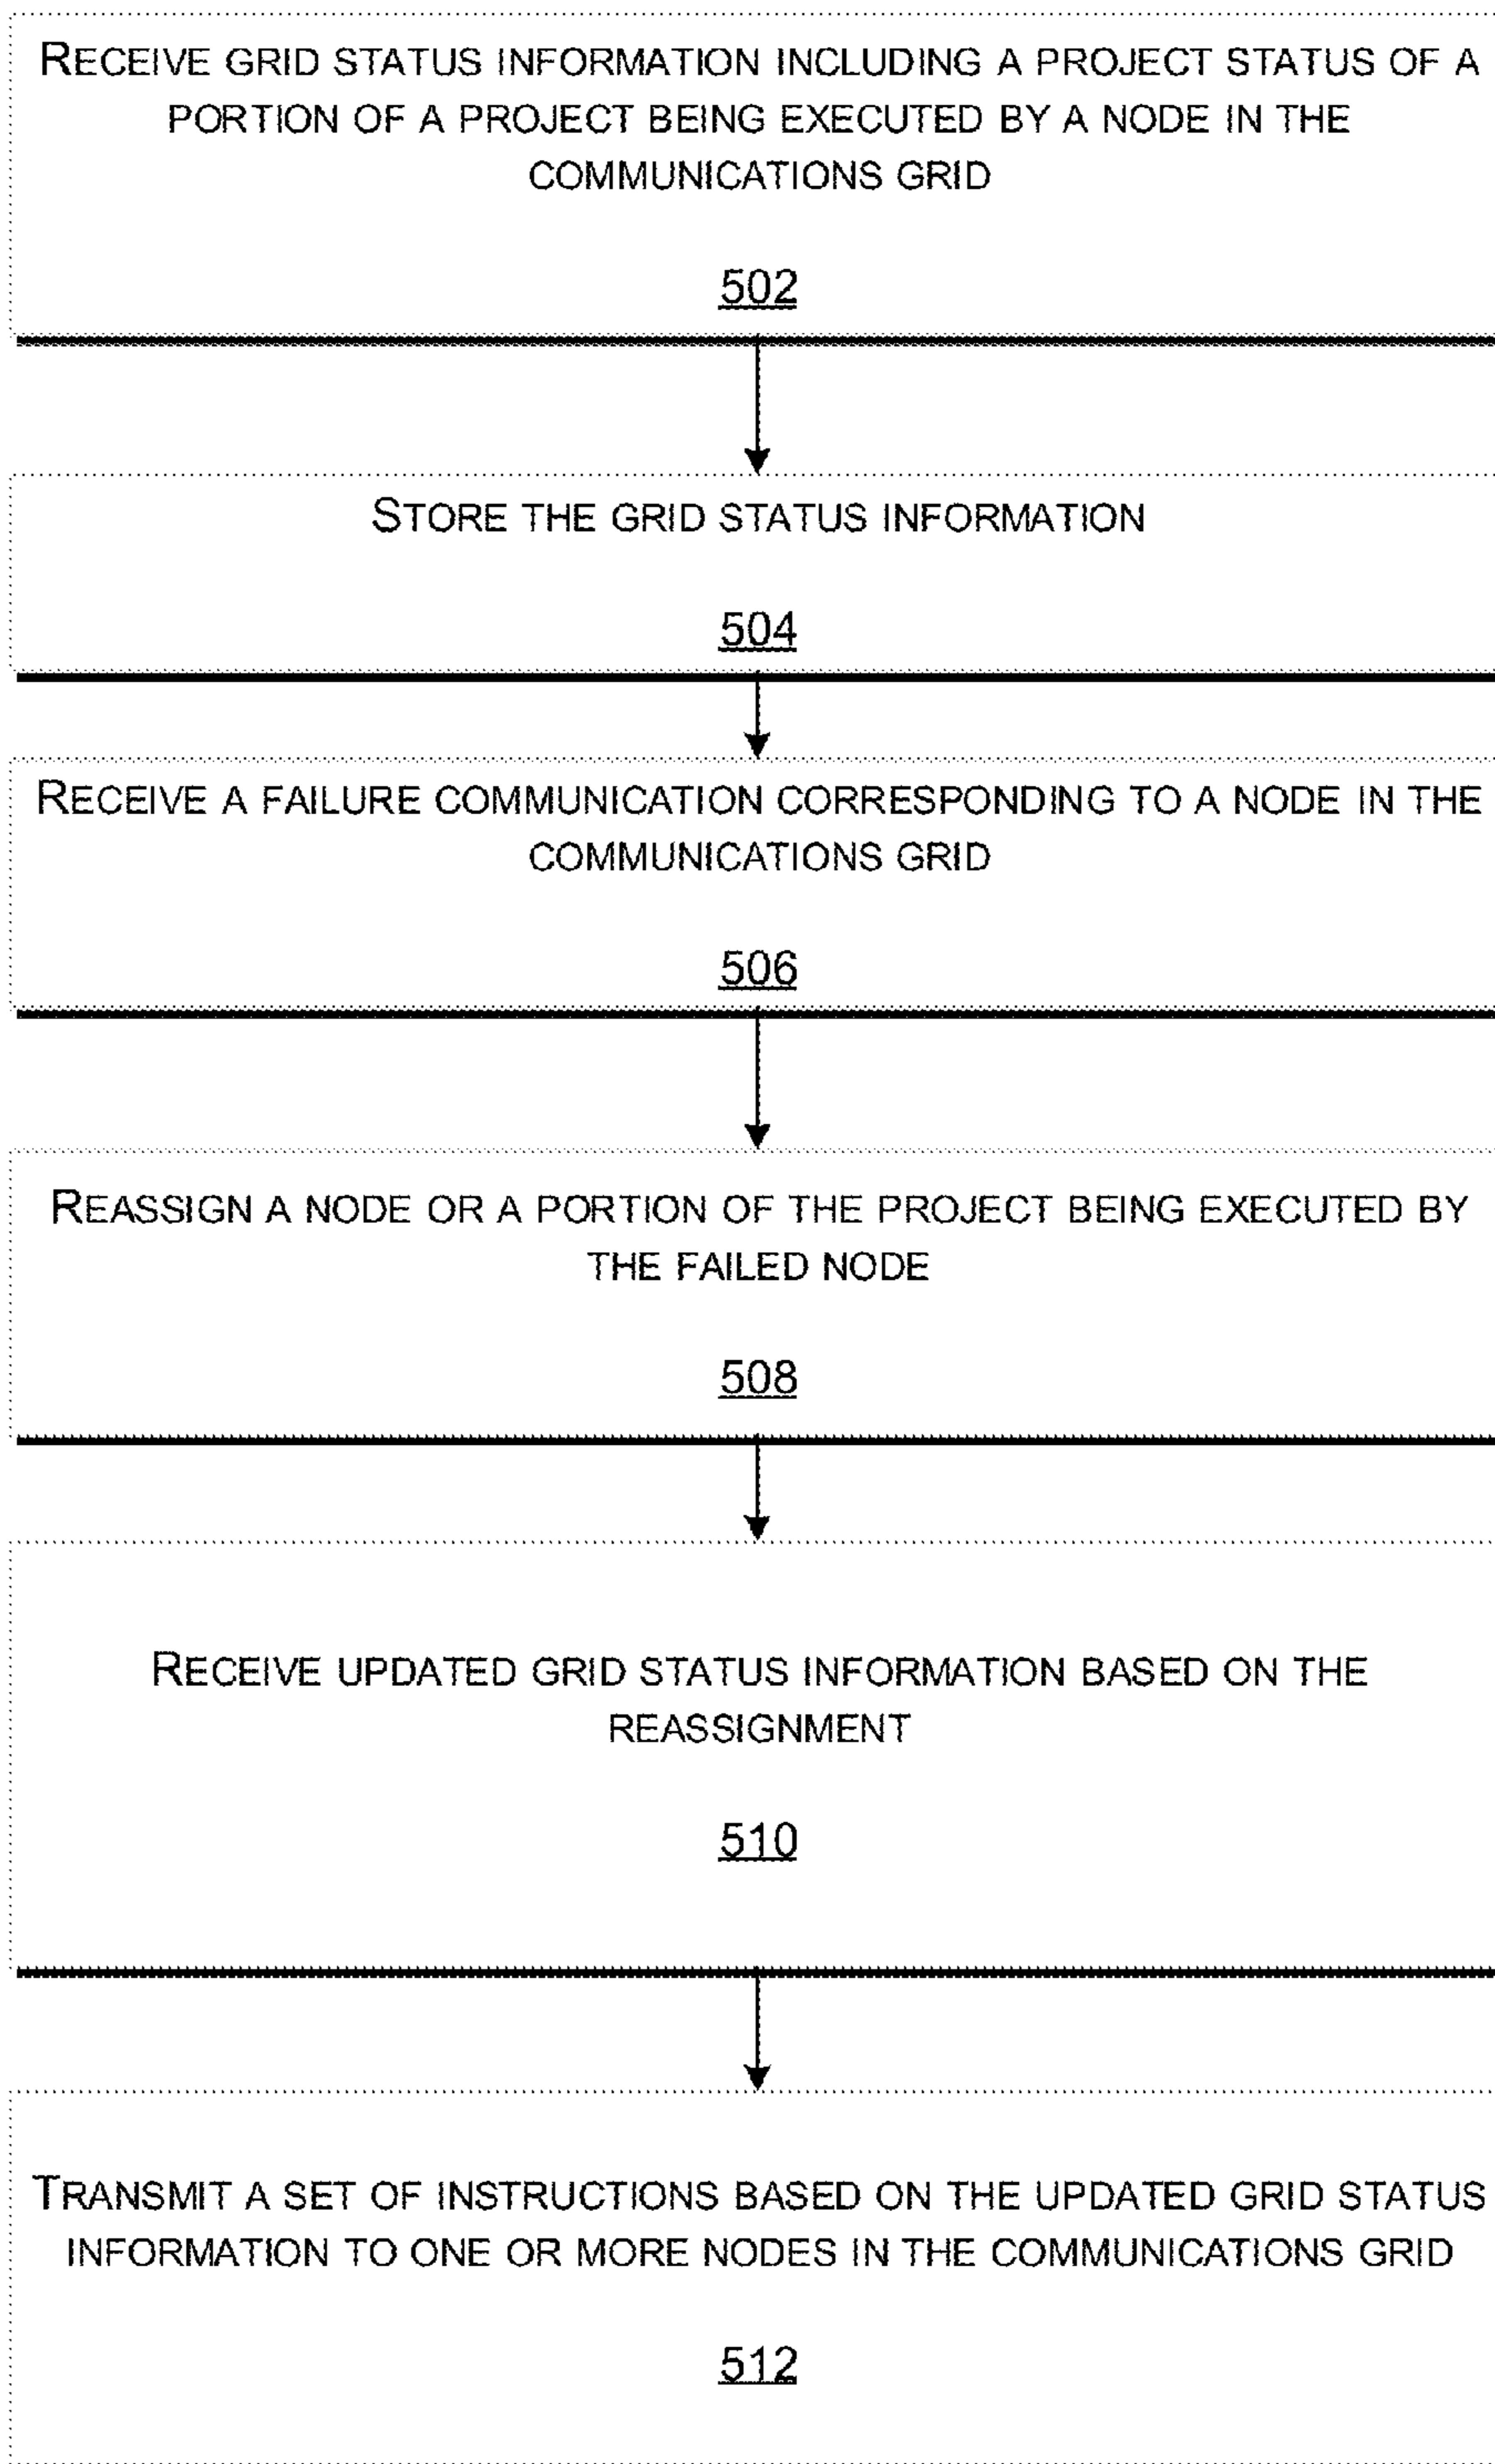 RECEIVE GRID STATUS INFORMATION INCLUDING A PROJECT STATUS OF A
PORTION OF A PROJECT BEING EXECUTED BY A NODE IN THE
COMMUNICATIONS GRID
502
STORE THE GRID STATUS INFORMATION
504
RECEIVE A FAILURE COMMUNICATION CORRESPONDING TO A NODE IN THE
COMMUNICATIONS GRID
506
REASSIGN A NODE OR A PORTION OF THE PROJECT BEING EXECUTED BY
THE FAILED NODE
508
RECEIVE UPDATED GRID STATUS INFORMATION BASED ON THE
REASSIGNMENT
510
TRANSMIT A SET OF INSTRUCTIONS BASED ON THE UPDATED GRID STATUS
INFORMATION TO ONE OR MORE NODES IN THE COMMUNICATIONS GRID
512